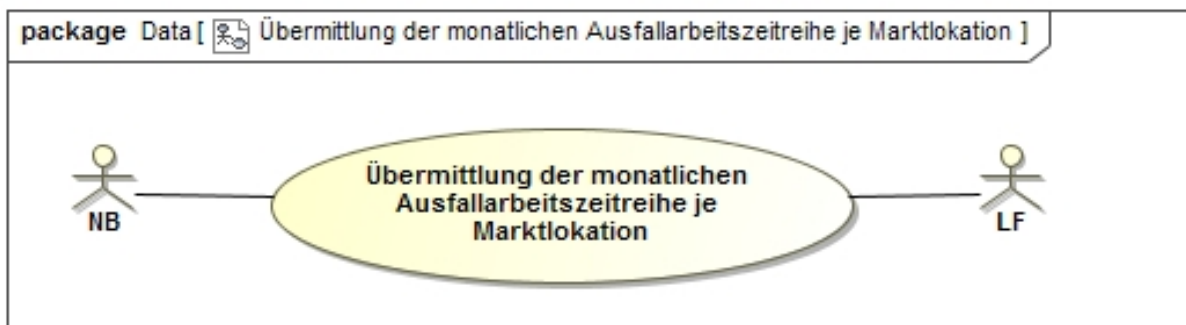 package Data [ Übermittlung der monatlichen Ausfallarbeitszeitreihe je Marktlokation ]
Übermittlung der monatlichen
Ausfallarbeitszeitreihe je
Marktlokation
NB
LF